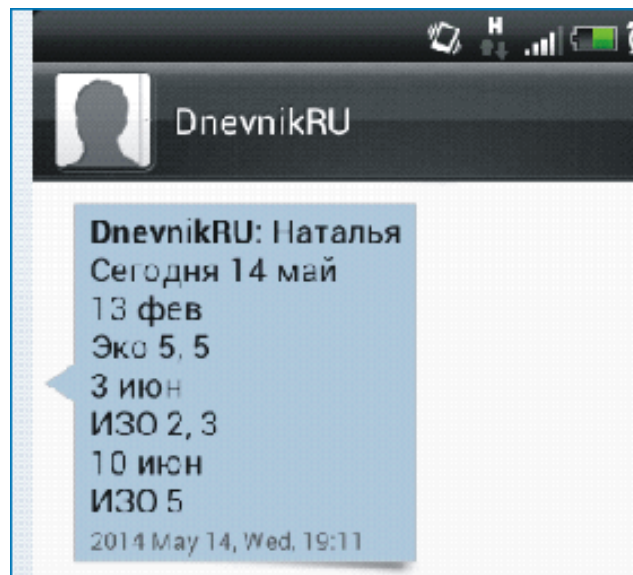 H
DnevnikRU
DnevnikRU: Наталья
Сегодня 14 май
13 фев
Эко 5, 5
3 июн
ИЗО 2, 3
10 июн
ИЗО 5
2014 May 14, Wed, 19:11